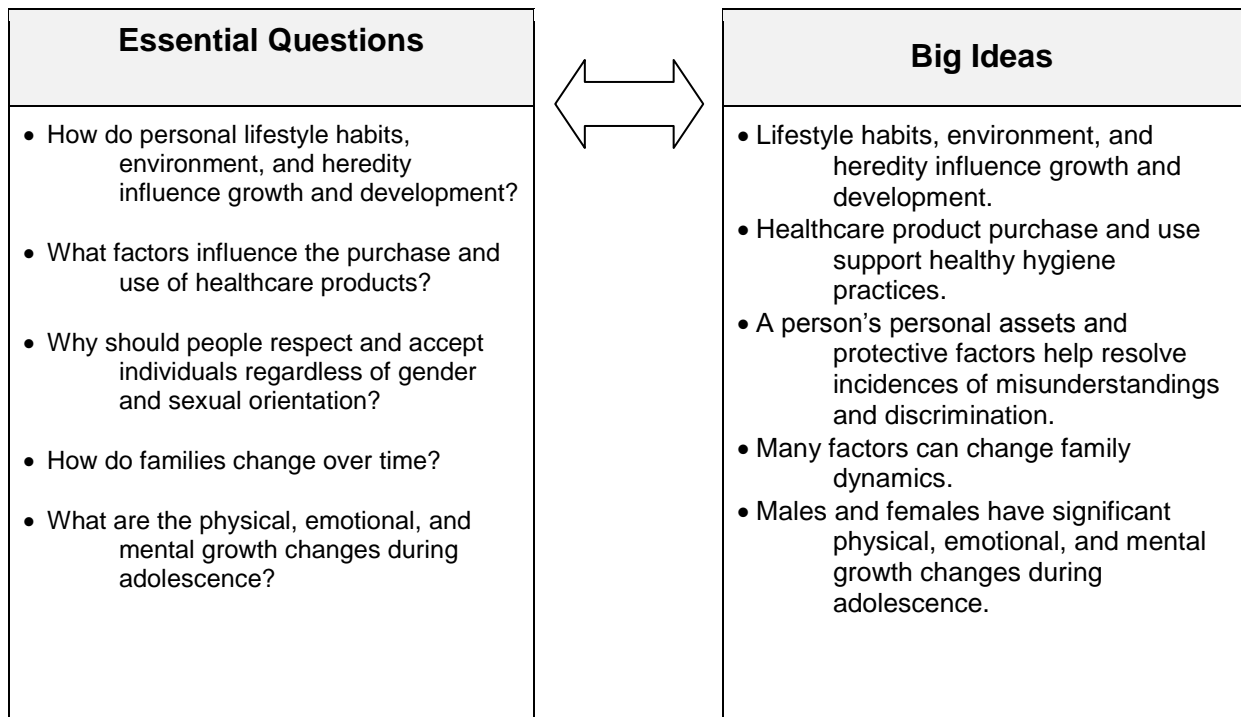 Essential Questions
• How do personal lifestyle habits,
environment, and heredity
influence growth and development?
• What factors influence the purchase and
use of healthcare products?
• Why should people respect and accept
individuals regardless of gender
and sexual orientation?
• How do families change over time?
• What are the physical, emotional, and
mental growth changes during
adolescence?
Big Ideas
• Lifestyle habits, environment, and
heredity influence growth and
development.
• Healthcare product purchase and use
support healthy hygiene
practices.
• A person’s personal assets and
protective factors help resolve
incidences of misunderstandings
and discrimination.
• Many factors can change family
dynamics.
• Males and females have significant
physical, emotional, and mental
growth changes during
adolescence.